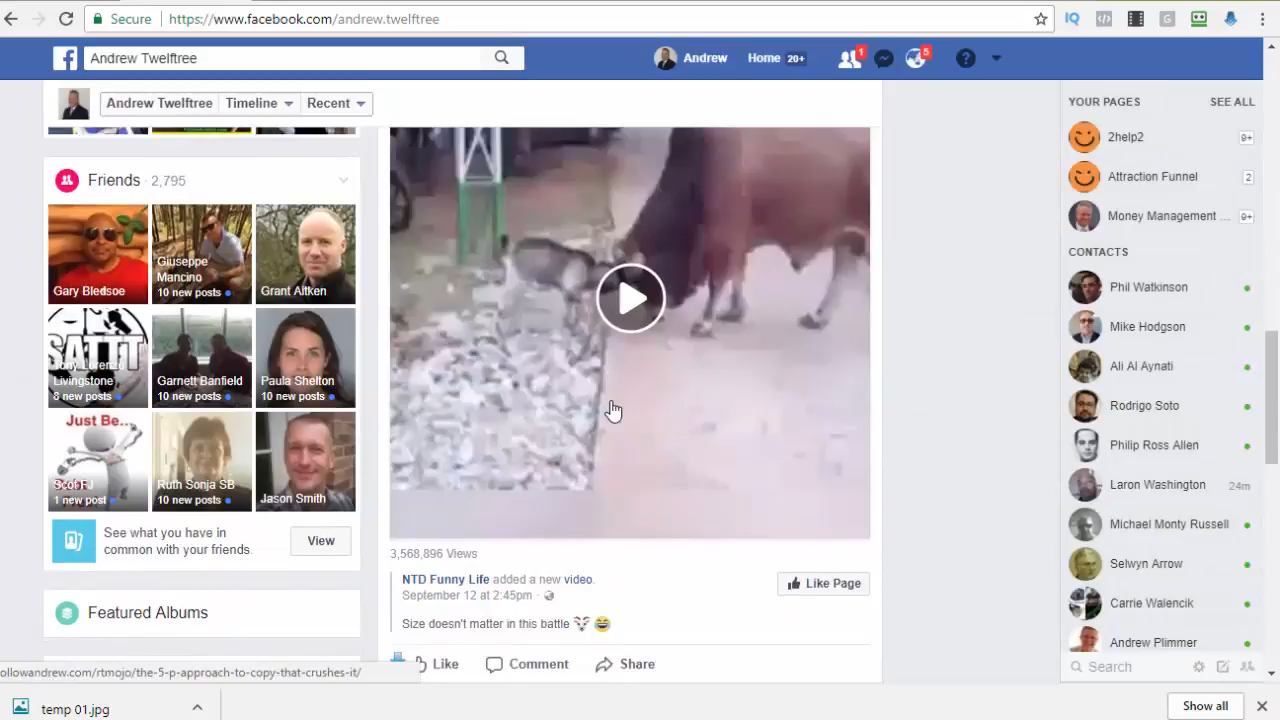 Secure https://www.facebook.com/andrew.twelftree
Andrew Twelftree
Andrew Home 20+ 1 5
Andrew Twelftree Timeline Recent
Friends · 2,795
Gary Bledsoe
Giuseppe
Mancino
10 new posts
Grant Aitken
SATTT
Tony Lorenzo
Livingstone
8 new posts
Garnett Banfield
10 new posts
Paula Shelton
10 new posts
Just Be...
Scot FJ
1 new post
Ruth Sonja SB
10 new posts
Jason Smith
See what you have in
common with your friends.
View
Featured Albums
3,568,896 Views
NTD Funny Life added a new video.
September 12 at 2:45pm ·
Like Page
Size doesn't matter in this battle
Like Comment Share
YOUR PAGES SEE ALL
2help2 9+
Attraction Funnel 2
Money Management ... 9+
CONTACTS
Phil Watkinson
Mike Hodgson
Ali Al Aynati
Rodrigo Soto
Philip Ross Allen
Laron Washington 24m
Michael Monty Russell
Selwyn Arrow
Carrie Walencik
Andrew Plimmer
Search
ollowandrew.com/rtmojo/the-5-p-approach-to-copy-that-crushes-it/
temp 01.jpg
Show all